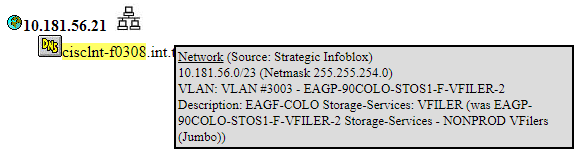 10.181.56.21
DNS
ciscint-f0308.int.t
Network (Source: Strategic Infoblox)
10.181.56.0/23 (Netmask 255.255.254.0)
VLAN: VLAN #3003 - EAGP-90COLO-STOS1-F-VFILER-2
Description: EAGF-COLO Storage-Services: VFILER (was EAGP-
90COLO-STOS1-F-VFILER-2 Storage-Services - NONPROD VFilers
(Jumbo))